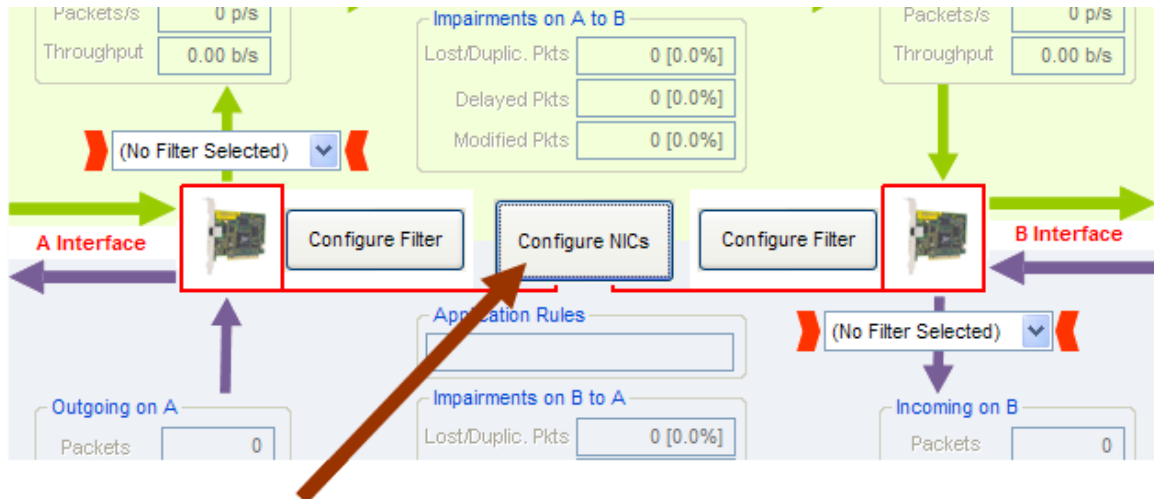 Packets/s 0 p/s
Throughput 0.00 b/s
Impairments on A to B
Lost/Duplic. Pkts 0 [0.0%]
Delayed Pkts 0 [0.0%]
Modified Pkts 0 [0.0%]
Packets/s 0 p/s
Throughput 0.00 b/s
(No Filter Selected)
A Interface
Configure Filter
Configure NICs
Configure Filter
B Interface
Application Rules
(No Filter Selected)
Outgoing on A
Packets 0
Impairments on B to A
Lost/Duplic. Pkts 0 [0.0%]
Incoming on B
Packets 0